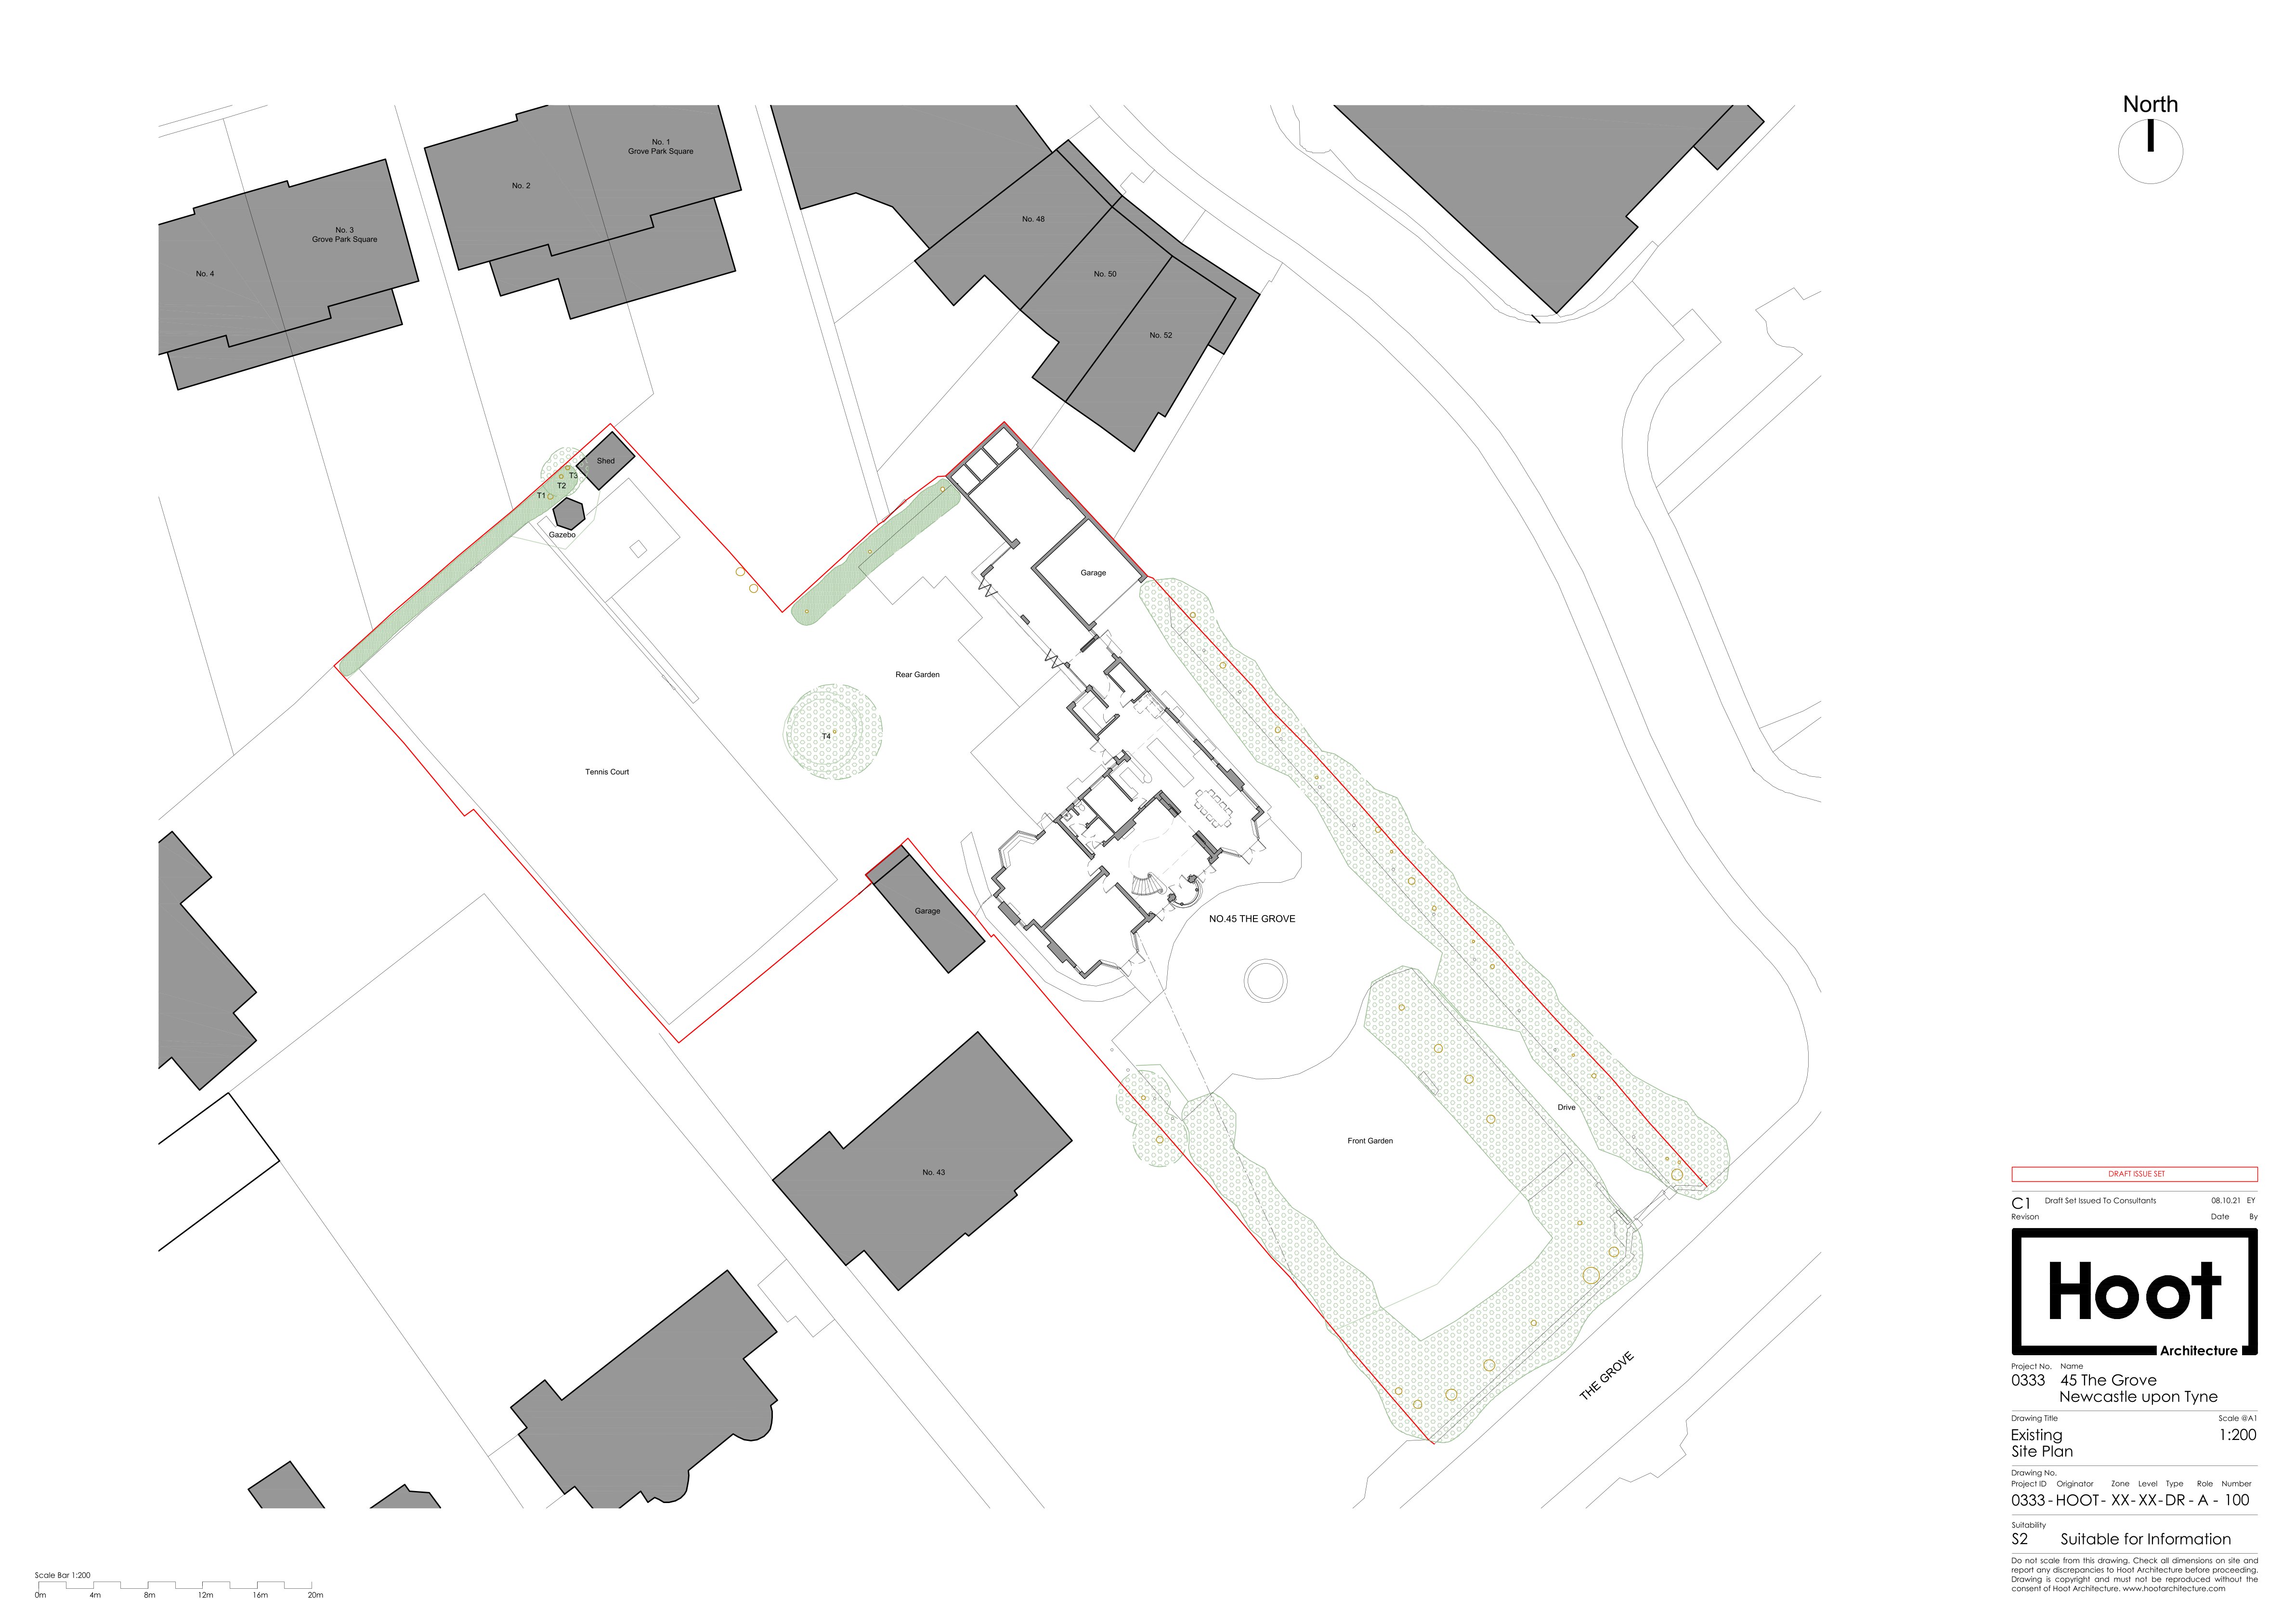 North
No. 1
Grove Park Square
No. 2
No. 3
Grove Park Square
No. 4
No. 48
No. 50
No. 52
Shed
T3
T2
T1
Gazebo
Garage
Rear Garden
T4
Tennis Court
Garage
NO.45 THE GROVE
Drive
Front Garden
No. 43
THE GROVE
DRAFT ISSUE SET
C1 Draft Set Issued To Consultants 08.10.21 EY
Revison Date By
Hoot
Architecture
Project No. Name
0333 45 The Grove
Newcastle upon Tyne
Drawing Title Scale @A1
Existing 1:200
Site Plan
Drawing No.
Project ID Originator Zone Level Type Role Number
0333 - HOOT - XX - XX - DR - A - 100
Suitability
S2 Suitable for Information
Do not scale from this drawing. Check all dimensions on site and
report any discrepancies to Hoot Architecture before proceeding.
Drawing is copyright and must not be reproduced without the
consent of Hoot Architecture. www.hootarchitecture.com
Scale Bar 1:200
0m 4m 8m 12m 16m 20m